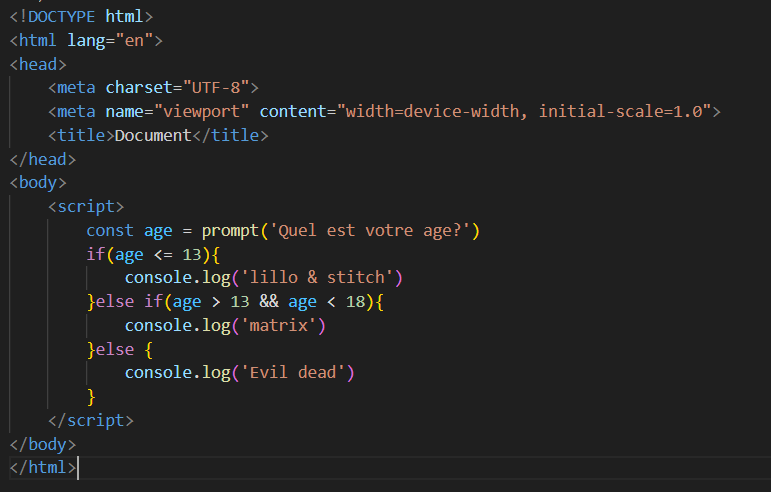 <!DOCTYPE html>
<html lang="en">
<head>
    <meta charset="UTF-8">
    <meta name="viewport" content="width=device-width, initial-scale=1.0">
    <title>Document</title>
</head>
<body>
    <script>
        const age = prompt('Quel est votre age?')
        if(age <= 13){
            console.log('lillo & stitch')
        }else if(age > 13 && age < 18){
            console.log('matrix')
        }else {
            console.log('Evil dead')
        }
    </script>
</body>
</html>